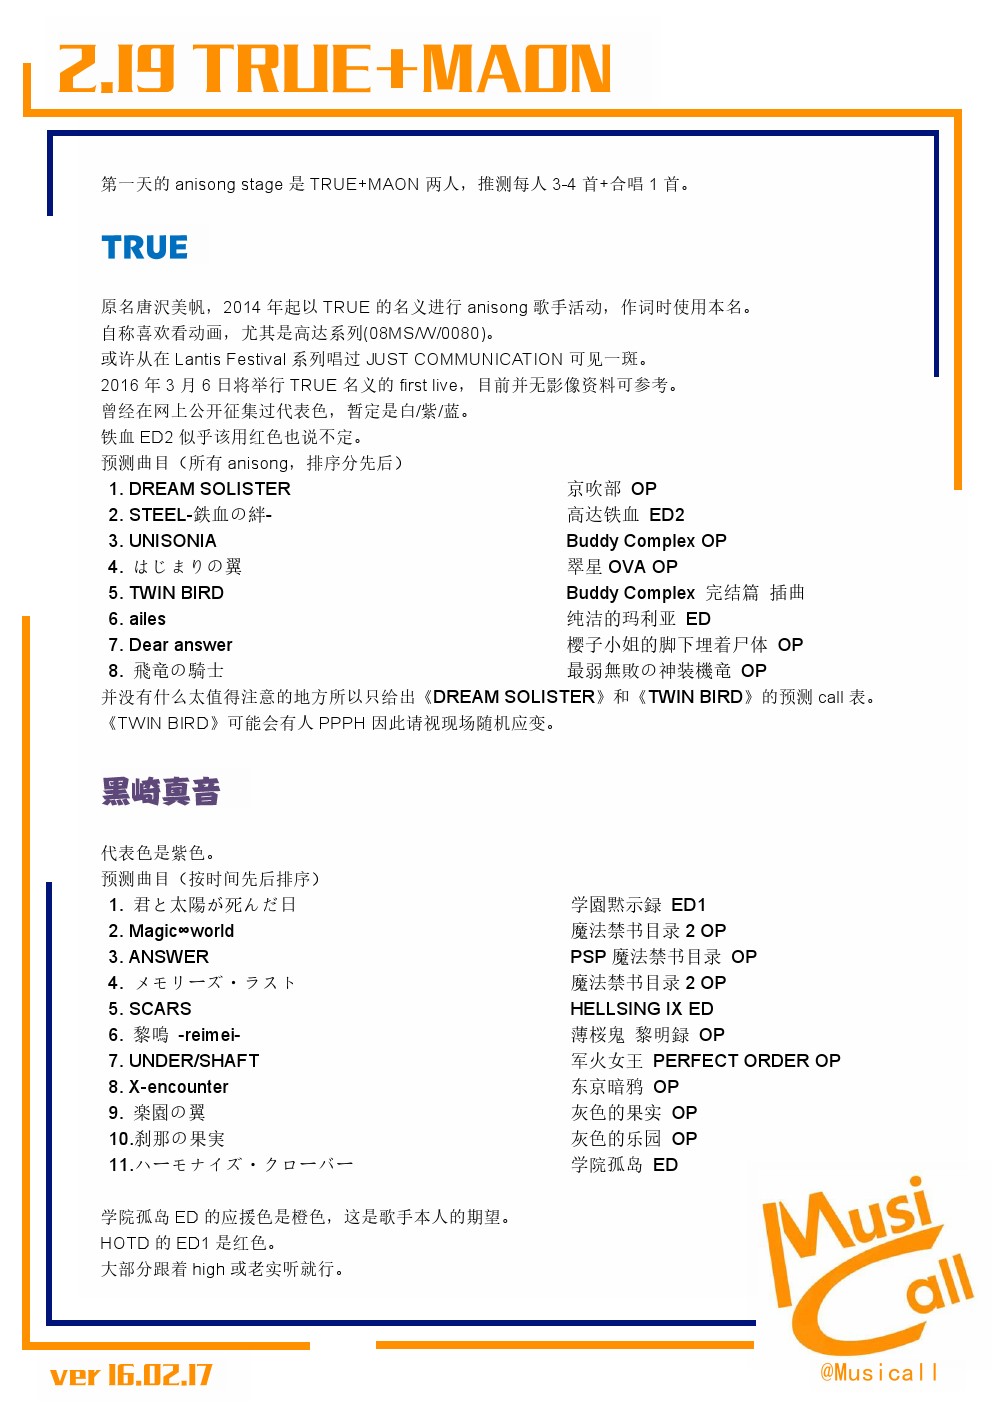 2.19 TRUE+MAON
第一天的 anisong stage 是 TRUE+MAON 两人，推测每人 3-4 首+合唱 1 首。
TRUE
原名唐沢美帆，2014 年起以 TRUE 的名义进行 anisong 歌手活动，作词时使用本名。
自称喜欢看动画，尤其是高达系列(08MS/W/0080)。
或许从在 Lantis Festival 系列唱过 JUST COMMUNICATION 可见一斑。
2016 年 3 月 6 日将举行 TRUE 名义的 first live，目前并无影像资料可参考。
曾经在网上公开征集过代表色，暂定是白/紫/蓝。
铁血 ED2 似乎该用红色也说不定。
预测曲目（所有 anisong，排序分先后）
1. DREAM SOLISTER 京吹部 OP
2. STEEL-鉄血の絆- 高达铁血 ED2
3. UNISONIA Buddy Complex OP
4. はじまりの翼 翠星 OVA OP
5. TWIN BIRD Buddy Complex 完结篇 插曲
6. ailes 纯洁的玛利亚 ED
7. Dear answer 樱子小姐的脚下埋着尸体 OP
8. 飛竜の騎士 最弱無敗の神装機竜 OP
并没有什么太值得注意的地方所以只给出《DREAM SOLISTER》和《TWIN BIRD》的预测 call 表。
《TWIN BIRD》可能会有人 PPPH 因此请视现场随机应变。
黒崎真音
代表色是紫色。
预测曲目（按时间先后排序）
1. 君と太陽が死んだ日 学園黙示録 ED1
2. Magic∞world 魔法禁书目录 2 OP
3. ANSWER PSP 魔法禁书目录 OP
4. メモリーズ・ラスト 魔法禁书目录 2 OP
5. SCARS HELLSING IX ED
6. 黎鳴 -reimei- 薄桜鬼 黎明録 OP
7. UNDER/SHAFT 军火女王 PERFECT ORDER OP
8. X-encounter 东京暗鸦 OP
9. 楽園の翼 灰色的果实 OP
10.刹那の果実 灰色的乐园 OP
11.ハーモナイズ・クローバー 学院孤岛 ED
学院孤岛 ED 的应援色是橙色，这是歌手本人的期望。
HOTD 的 ED1 是红色。
大部分跟着 high 或老实听就行。
Musi
Call
@Musicall
ver 16.02.17